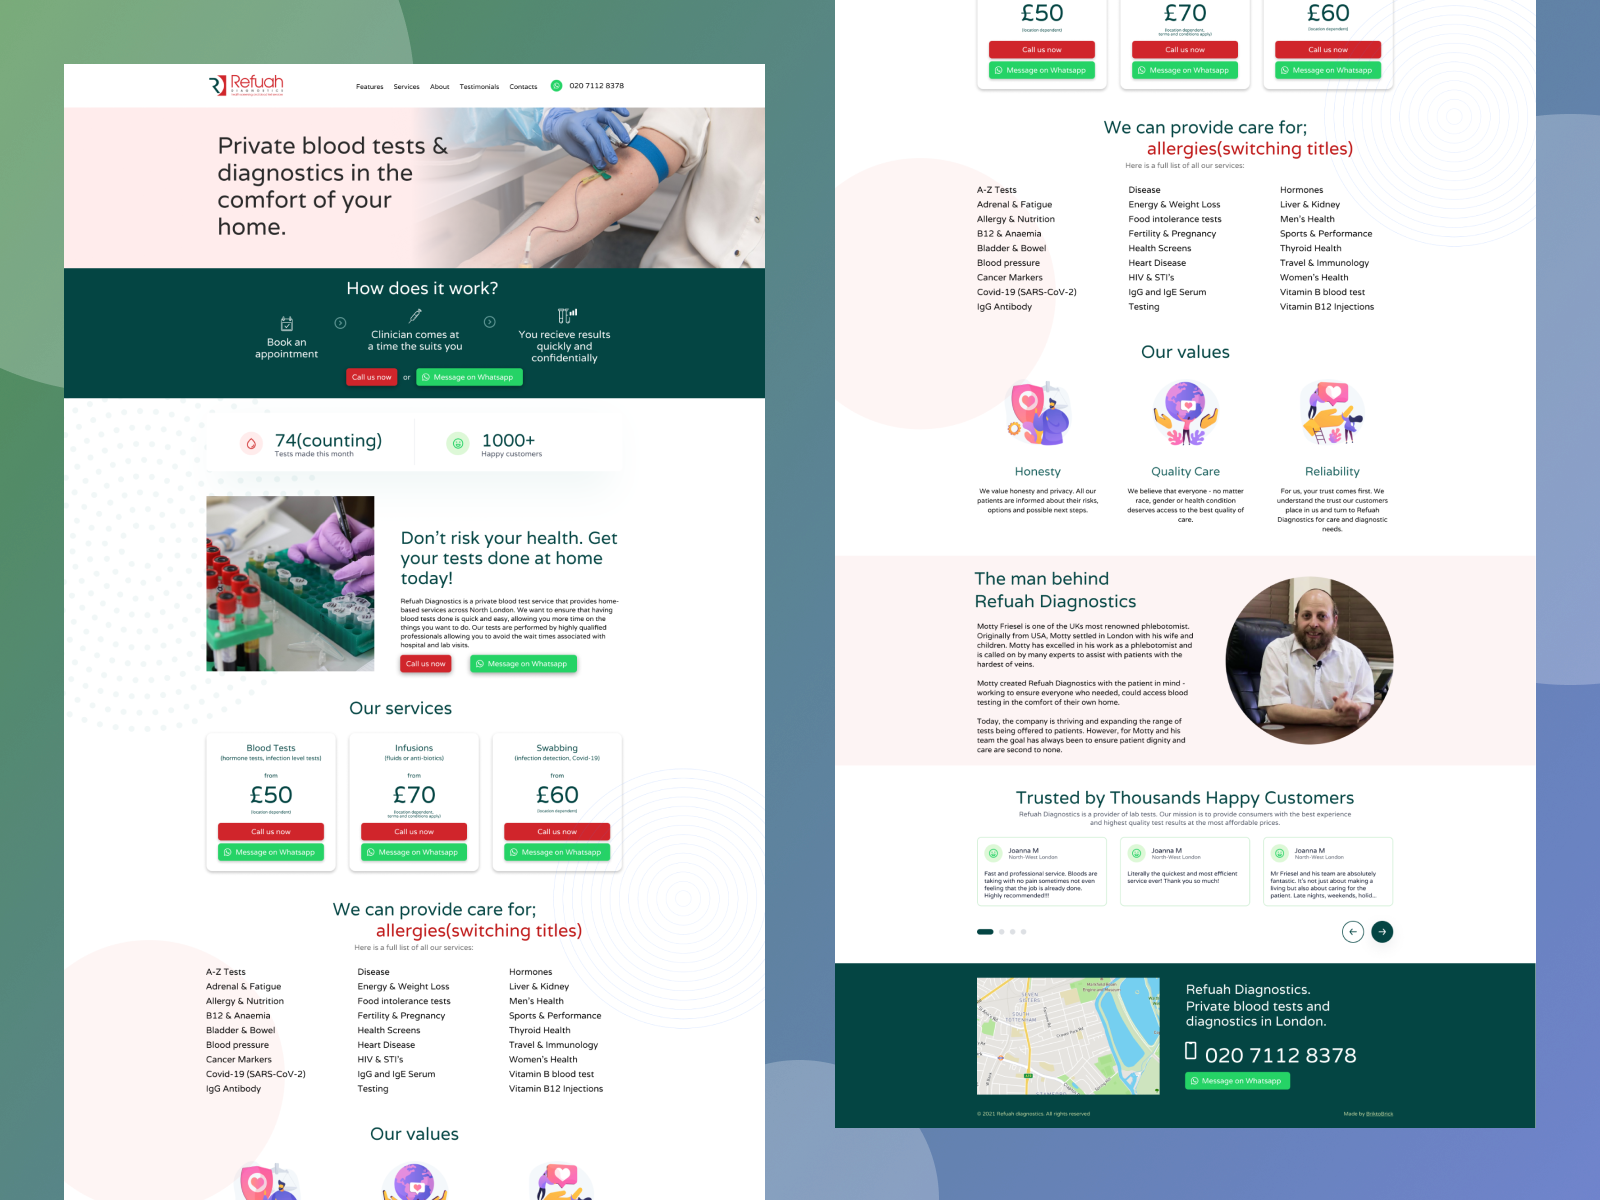 Refuah
DIAGNOSTICS
Features Services About Testimonials Contacts 020 7112 8378
Private blood tests &
diagnostics in the
comfort of your
home.
How does it work?
Book an
appointment
Clinician comes at
a time the suits you
You recieve results
quickly and
confidentially
Call us now or Message on Whatsapp
74(counting)
Tests made this month
1000+
Happy customers
Don't risk your health. Get
your tests done at home
today!
Refuah Diagnostics is a private blood test service that provides home-
based services across North London. We want to ensure that having
blood tests done is quick and easy, allowing you more time on the
things you want to do. Our tests are performed by highly qualified
professionals allowing you to avoid the wait times associated with
hospital and lab visits.
Call us now Message on Whatsapp
Our services
Blood Tests
(hormone tests, infection level tests)
from
£50
(location dependent)
Call us now
Message on Whatsapp
Infusions
(fluids or anti-biotics)
from
£70
(location dependent,
terms and conditions apply)
Call us now
Message on Whatsapp
Swabbing
(infection detection, Covid-19)
from
£60
(location dependent)
Call us now
Message on Whatsapp
We can provide care for;
allergies(switching titles)
Here is a full list of all our services:
A-Z Tests
Adrenal & Fatigue
Allergy & Nutrition
B12 & Anaemia
Bladder & Bowel
Blood pressure
Cancer Markers
Covid-19 (SARS-CoV-2)
IgG Antibody
Disease
Energy & Weight Loss
Food intolerance tests
Fertility & Pregnancy
Health Screens
Heart Disease
HIV & STI's
IgG and IgE Serum
Testing
Hormones
Liver & Kidney
Men's Health
Sports & Performance
Thyroid Health
Travel & Immunology
Women's Health
Vitamin B blood test
Vitamin B12 Injections
Our values
£50
(location dependent)
Call us now
Message on Whatsapp
£70
(location dependent,
terms and conditions apply)
Call us now
Message on Whatsapp
£60
(location dependent)
Call us now
Message on Whatsapp
We can provide care for;
allergies(switching titles)
Here is a full list of all our services:
A-Z Tests
Adrenal & Fatigue
Allergy & Nutrition
B12 & Anaemia
Bladder & Bowel
Blood pressure
Cancer Markers
Covid-19 (SARS-CoV-2)
IgG Antibody
Disease
Energy & Weight Loss
Food intolerance tests
Fertility & Pregnancy
Health Screens
Heart Disease
HIV & STI's
IgG and IgE Serum
Testing
Hormones
Liver & Kidney
Men's Health
Sports & Performance
Thyroid Health
Travel & Immunology
Women's Health
Vitamin B blood test
Vitamin B12 Injections
Our values
Honesty
We value honesty and privacy. All our
patients are informed about their risks,
options and possible next steps.
Quality Care
We believe that everyone - no matter
race, gender or health condition
deserves access to the best quality of
care.
Reliability
For us, your trust comes first. We
understand the trust our customers
place in us and turn to Refuah
Diagnostics for care and diagnostic
needs.
The man behind
Refuah Diagnostics
Motty Friesel is one of the UKs most renowned phlebotomist.
Originally from USA, Motty settled in London with his wife and
children. Motty has excelled in his work as a phlebotomist and
is called on by many experts to assist with patients with the
hardest of veins.
Motty created Refuah Diagnostics with the patient in mind -
working to ensure everyone who needed, could access blood
testing in the comfort of their own home.
Today, the company is thriving and expanding the range of
tests being offered to patients. However, for Motty and his
team the goal has always been to ensure patient dignity and
care are second to none.
Trusted by Thousands Happy Customers
Refuah Diagnostics is a provider of lab tests. Our mission is to provide consumers with the best experience
and highest quality test results at the most affordable prices.
Joanna M
North-West London
Fast and professional service. Bloods are
taking with no pain sometimes not even
feeling that the job is already done.
Highly recommended!!!
Joanna M
North-West London
Literally the quickest and most efficient
service ever! Thank you so much!
Joanna M
North-West London
Mr Friesel and his team are absolutely
fantastic. It's not just about making a
living but also about caring for the
patient. Late nights, weekends, holid...
SEVEN
SISTERS
SOUTH
TOTTENHAM
Refuah Diagnostics.
Private blood tests and
diagnostics in London.
020 7112 8378
Message on Whatsapp
© 2021 Refuah diagnostics. All rights reserved
Made by BrikkeBrick